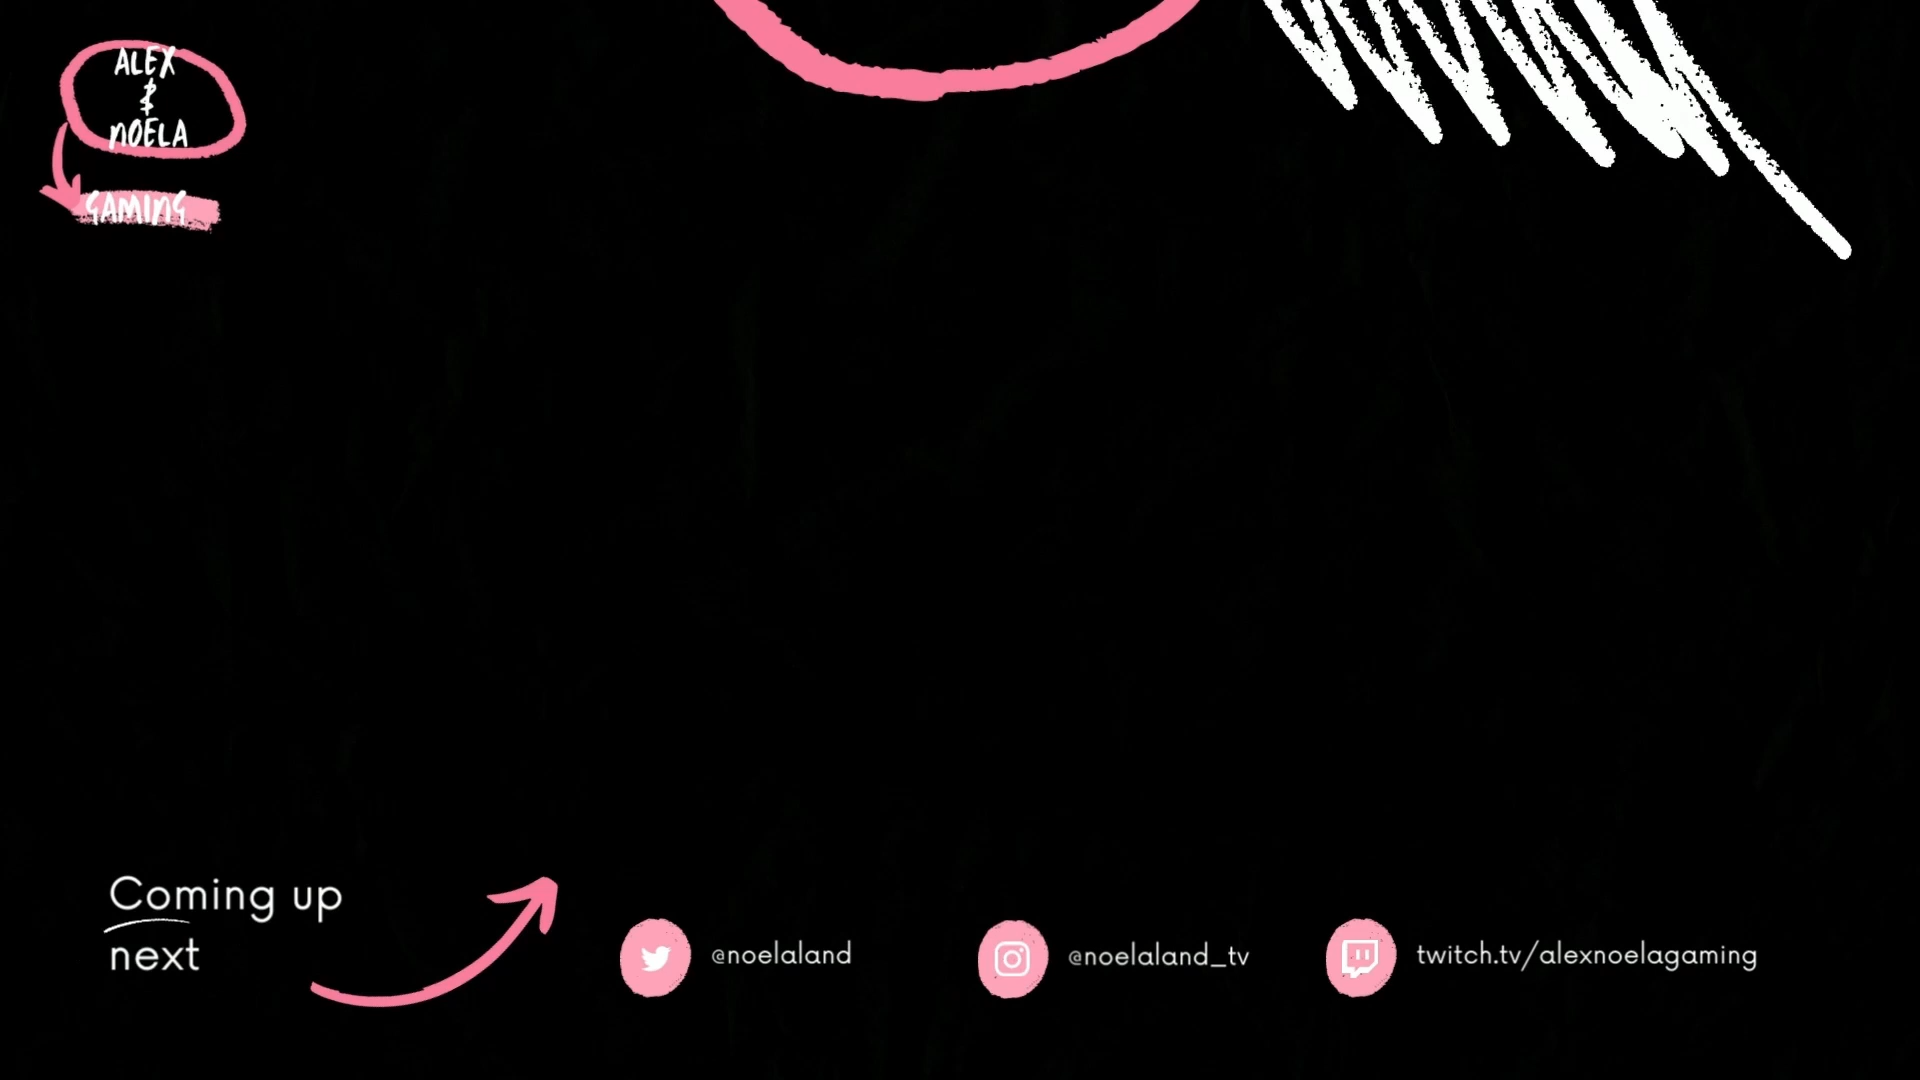 ALEX
&
NOELA
GAMING
Coming up
next
@noelaland
@noelaland_tv
twitch.tv/alexnoelagaming